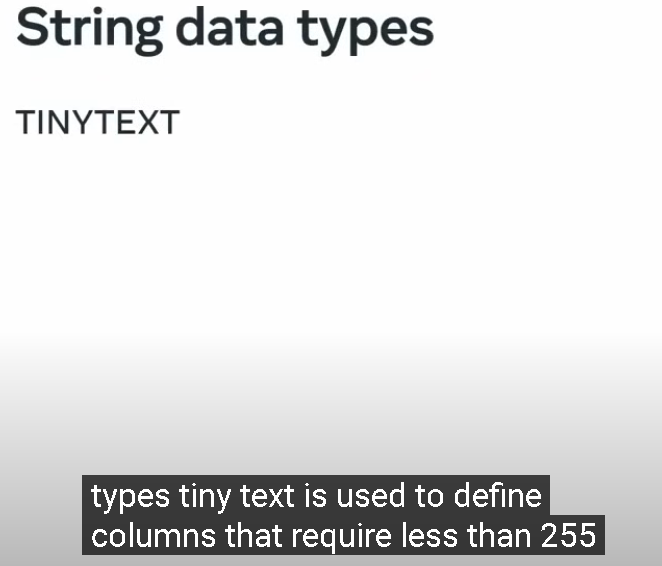 String data types
TINYTEXT
types tiny text is used to define
columns that require less than 255